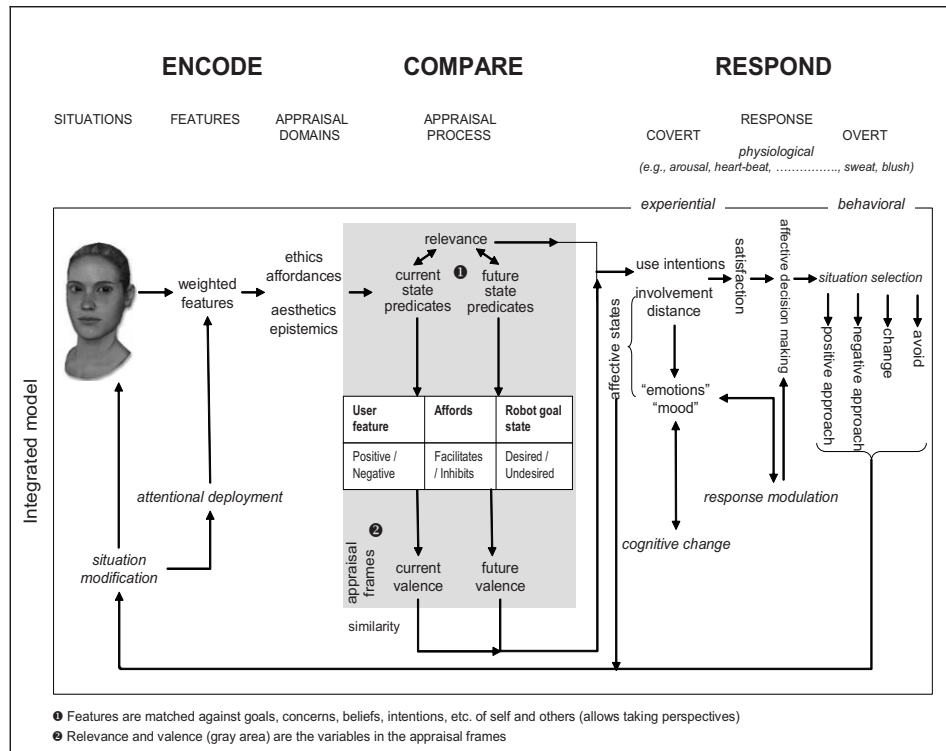 ENCODE
COMPARE
RESPOND
SITUATIONS
FEATURES
APPRAISAL
DOMAINS
APPRAISAL
PROCESS
RESPONSE
COVERT
OVERT
physiological
(e.g., arousal, heart-beat, ................, sweat, blush)
experiential
behavioral
Integrated model
weighted
features
ethics
affordances
aesthetics
epistemics
relevance
❶
current
state
predicates
future
state
predicates
User
feature
Affords
Robot goal
state
Positive /
Negative
Facilitates
/ Inhibits
Desired /
Undesired
❷
appraisal
frames
current
valence
future
valence
similarity
attentional deployment
situation
modification
use intentions
involvement
distance
affective states
“emotions”
“mood”
cognitive change
satisfaction
affective decision making
response modulation
situation selection
positive approach
negative approach
change
avoid
❶ Features are matched against goals, concerns, beliefs, intentions, etc. of self and others (allows taking perspectives)
❷ Relevance and valence (gray area) are the variables in the appraisal frames